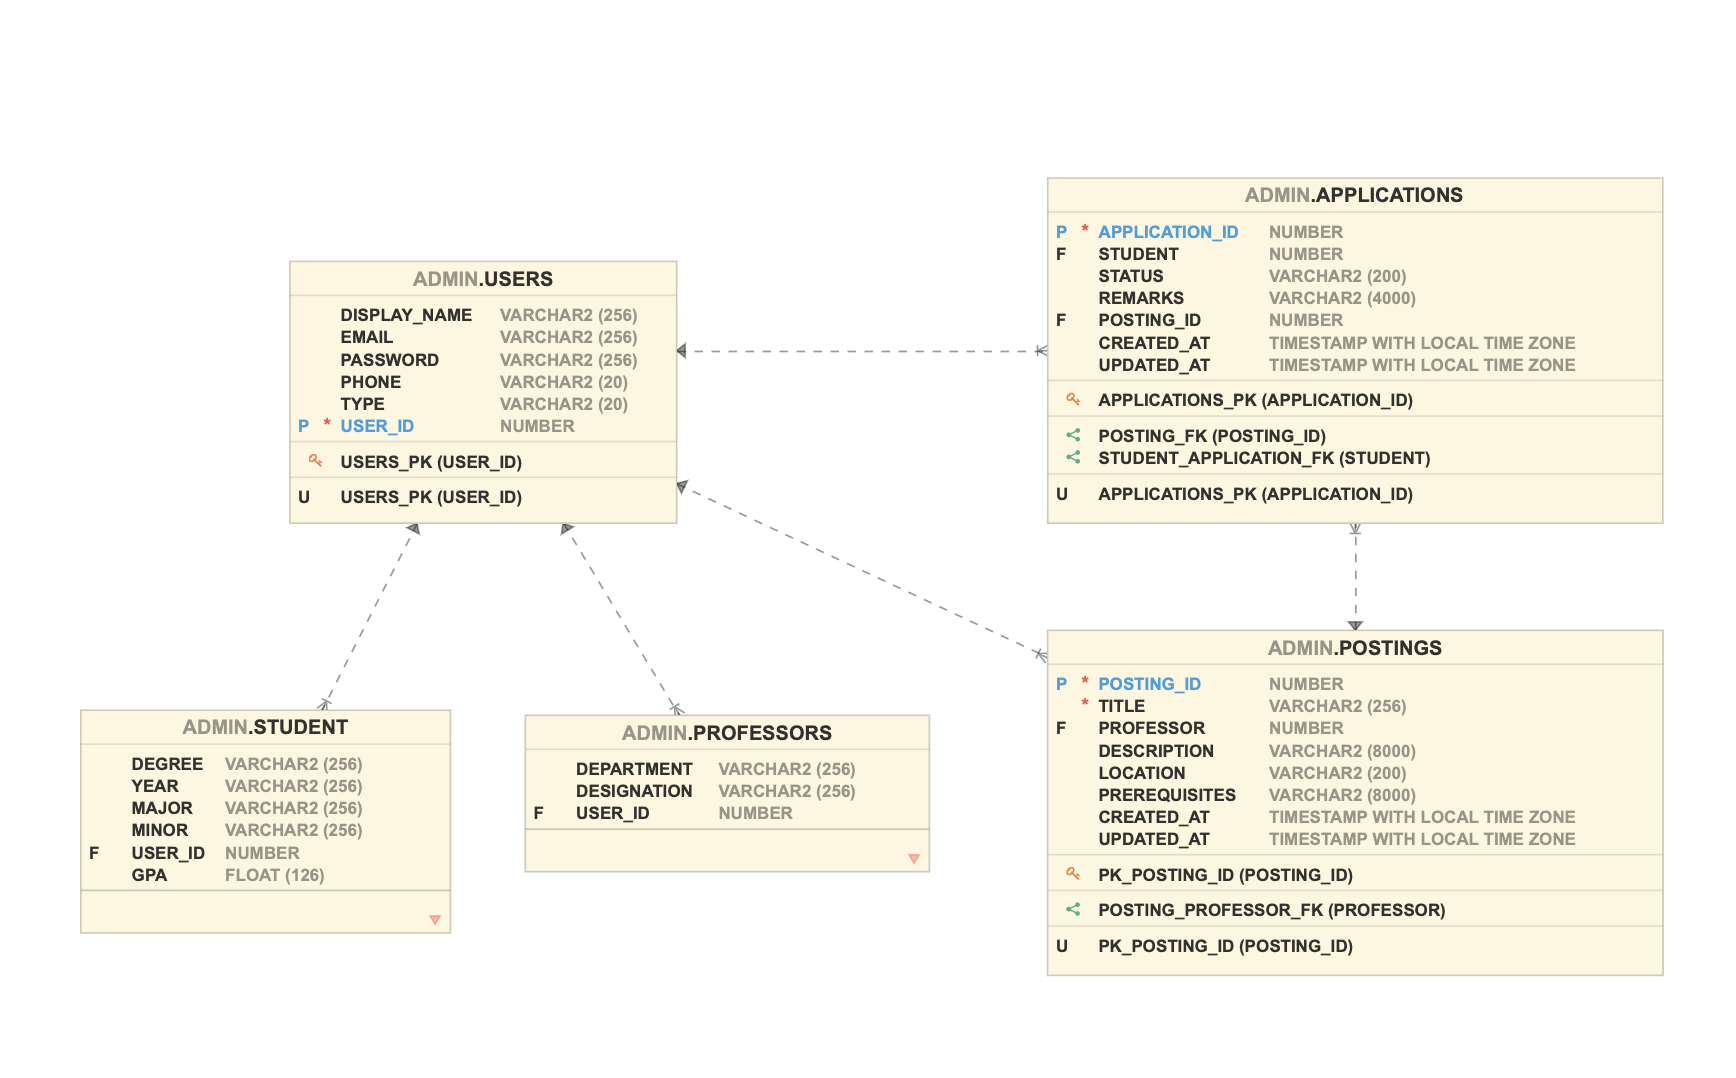 ADMIN.APPLICATIONS
P * APPLICATION_ID NUMBER
F STUDENT NUMBER
STATUS VARCHAR2 (200)
REMARKS VARCHAR2 (4000)
F POSTING_ID NUMBER
CREATED_AT TIMESTAMP WITH LOCAL TIME ZONE
UPDATED_AT TIMESTAMP WITH LOCAL TIME ZONE
APPLICATIONS_PK (APPLICATION_ID)
POSTING_FK (POSTING_ID)
STUDENT_APPLICATION_FK (STUDENT)
U APPLICATIONS_PK (APPLICATION_ID)
ADMIN.USERS
DISPLAY_NAME VARCHAR2 (256)
EMAIL VARCHAR2 (256)
PASSWORD VARCHAR2 (256)
PHONE VARCHAR2 (20)
TYPE VARCHAR2 (20)
P * USER_ID NUMBER
USERS_PK (USER_ID)
U USERS_PK (USER_ID)
ADMIN.STUDENT
DEGREE VARCHAR2 (256)
YEAR VARCHAR2 (256)
MAJOR VARCHAR2 (256)
MINOR VARCHAR2 (256)
F USER_ID NUMBER
GPA FLOAT (126)
ADMIN.PROFESSORS
DEPARTMENT VARCHAR2 (256)
DESIGNATION VARCHAR2 (256)
F USER_ID NUMBER
ADMIN.POSTINGS
P * POSTING_ID NUMBER
* TITLE VARCHAR2 (256)
F PROFESSOR NUMBER
DESCRIPTION VARCHAR2 (8000)
LOCATION VARCHAR2 (200)
PREREQUISITES VARCHAR2 (8000)
CREATED_AT TIMESTAMP WITH LOCAL TIME ZONE
UPDATED_AT TIMESTAMP WITH LOCAL TIME ZONE
PK_POSTING_ID (POSTING_ID)
POSTING_PROFESSOR_FK (PROFESSOR)
U PK_POSTING_ID (POSTING_ID)